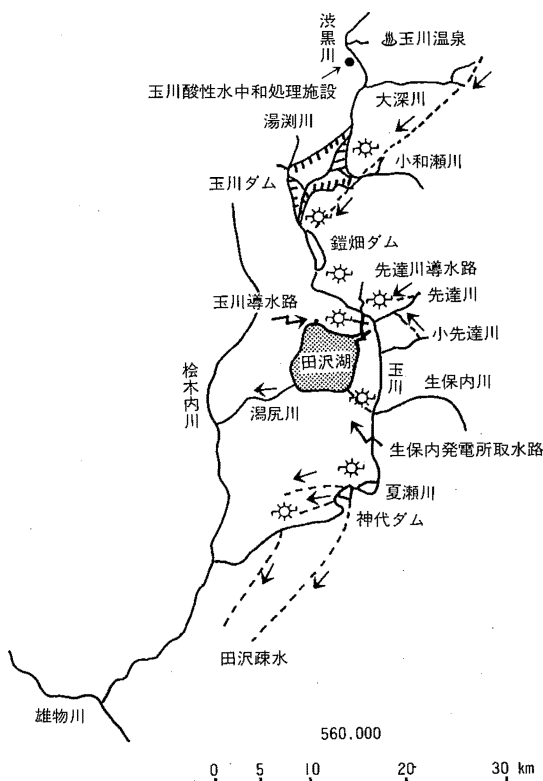 渋黒川
玉川温泉
玉川酸性水中和処理施設
大深川
湯渕川
小和瀬川
玉川ダム
鎧畑ダム
先達川導水路
玉川導水路
先達川
小先達川
田沢湖
玉川
桧木内川
潟尻川
生保内川
生保内発電所取水路
夏瀬川
神代ダム
田沢疎水
雄物川
560.000
0 5 10 20 30 km